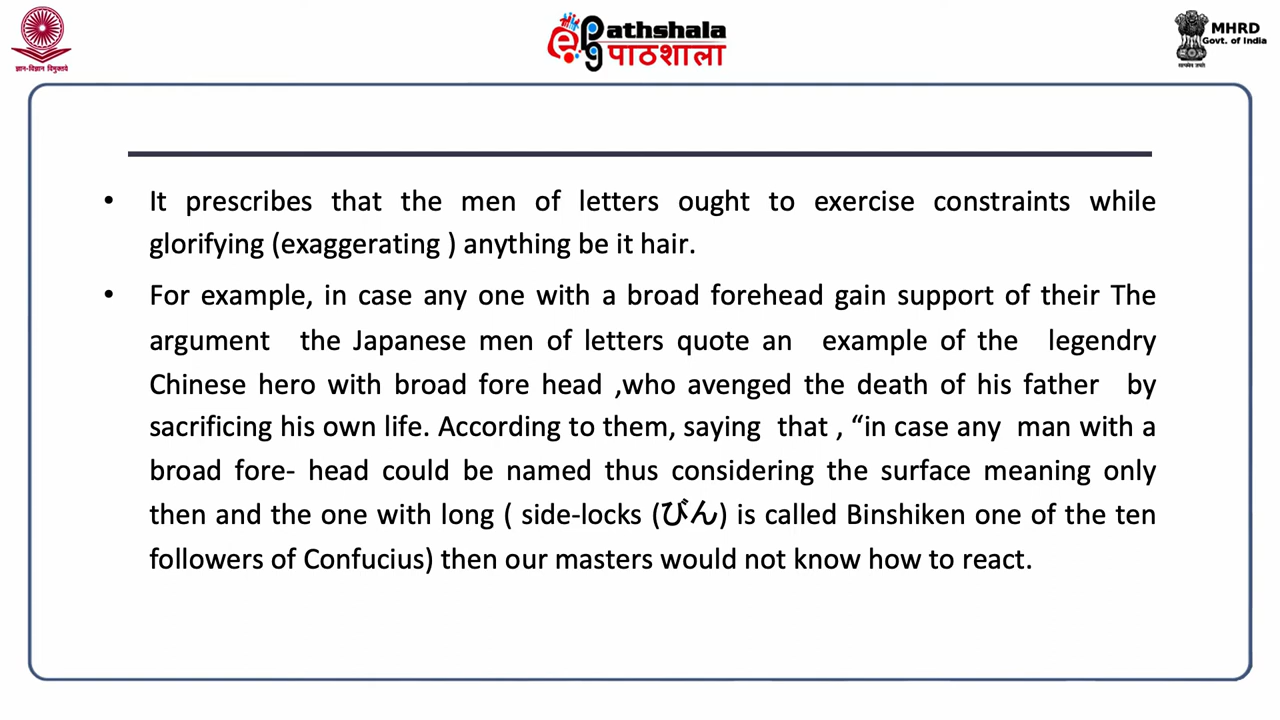 ज्ञान-विज्ञान विमुक्तये
ePG Pathshala
पाठशाला
सत्यमेव जयते
MHRD
Govt. of India
• It prescribes that the men of letters ought to exercise constraints while
glorifying (exaggerating ) anything be it hair.
• For example, in case any one with a broad forehead gain support of their The
argument the Japanese men of letters quote an example of the legendry
Chinese hero with broad fore head ,who avenged the death of his father by
sacrificing his own life. According to them, saying that , “in case any man with a
broad fore- head could be named thus considering the surface meaning only
then and the one with long ( side-locks (びん) is called Binshiken one of the ten
followers of Confucius) then our masters would not know how to react.